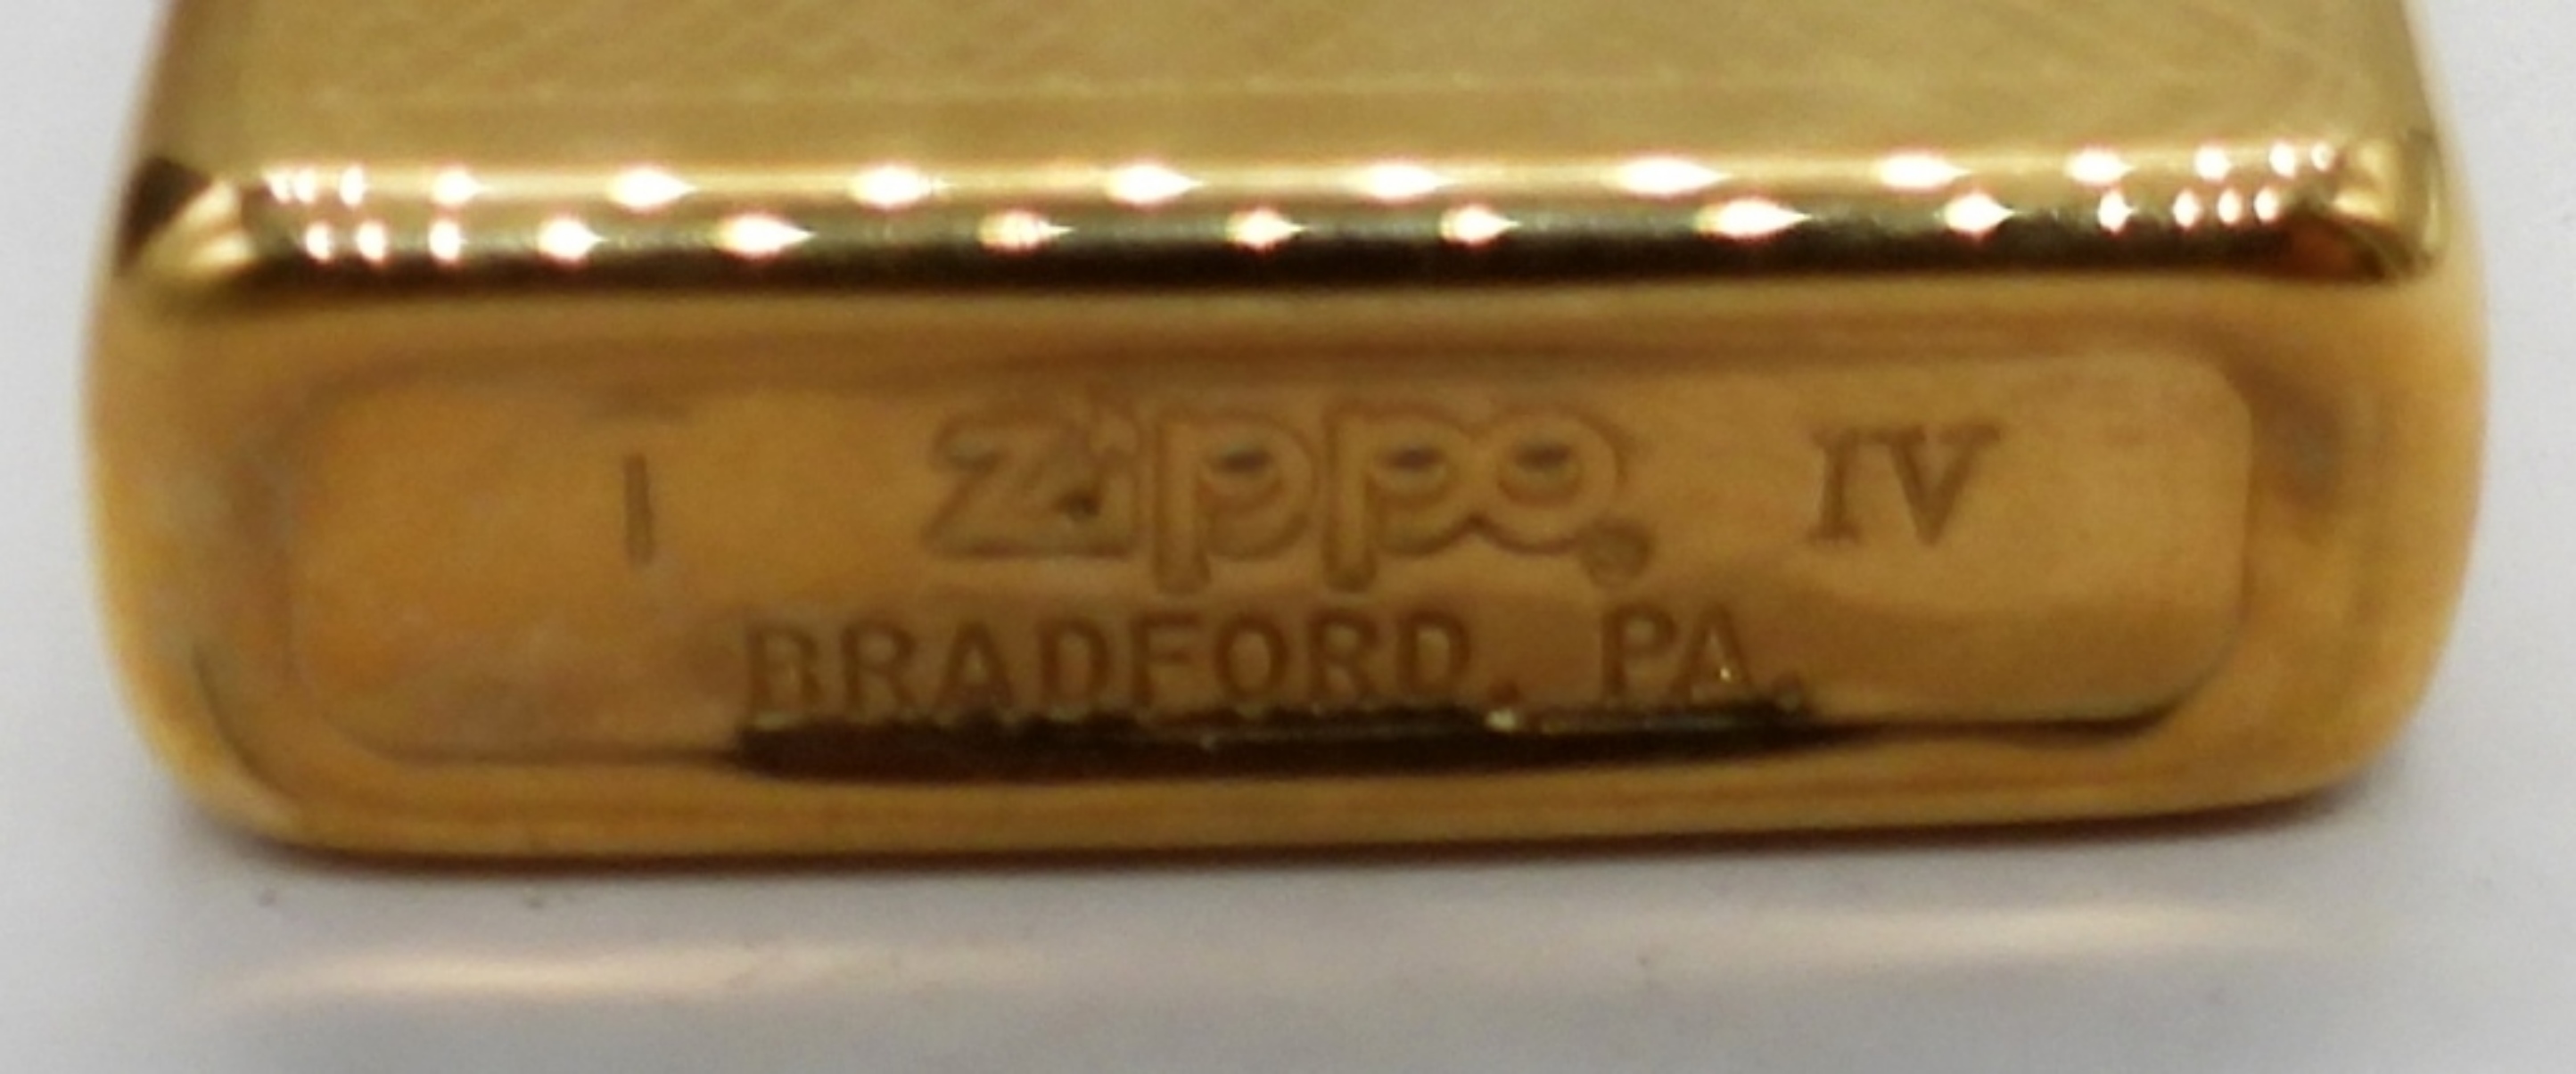 I Zippo® IV
BRADFORD, PA.